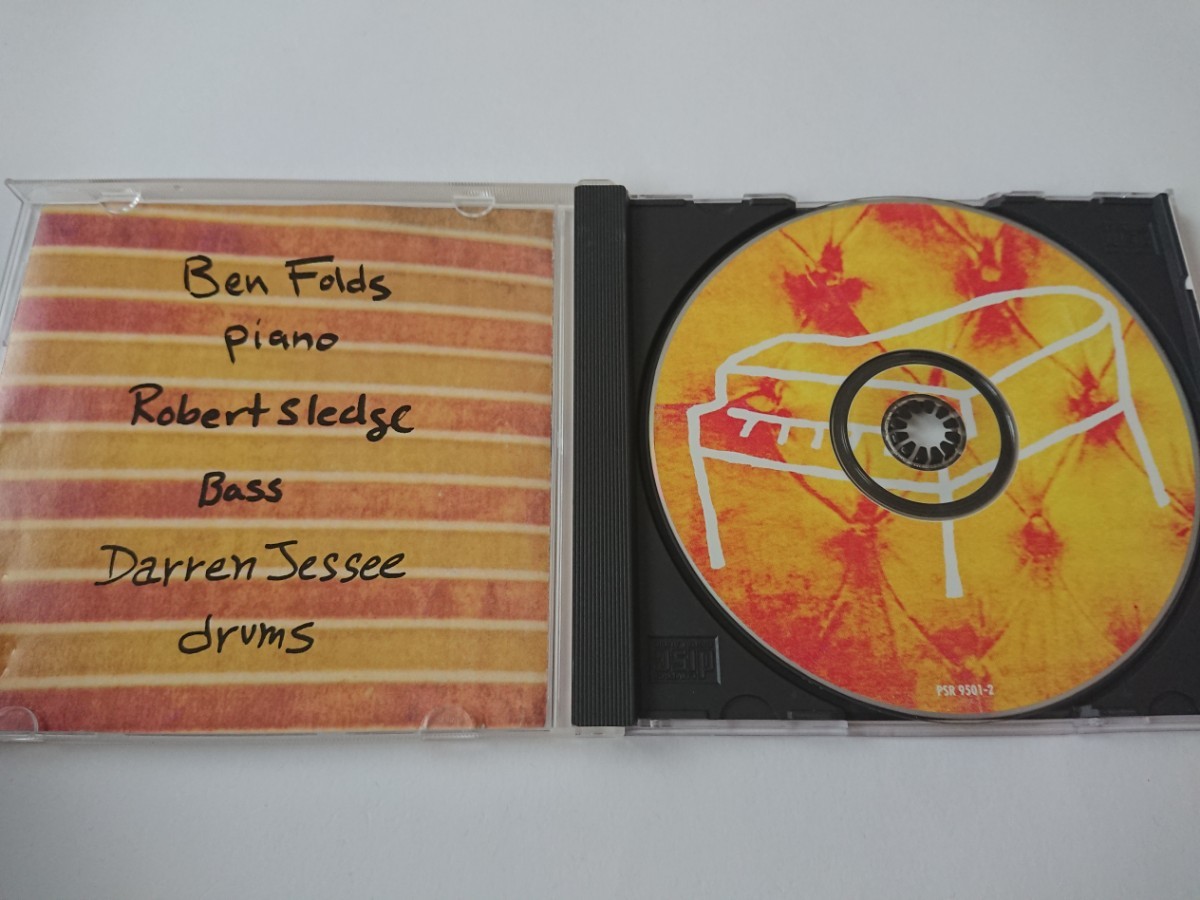 Ben Folds
piano
Robert Sledge
Bass
Darren Jessee
drums
PSR 9501-2